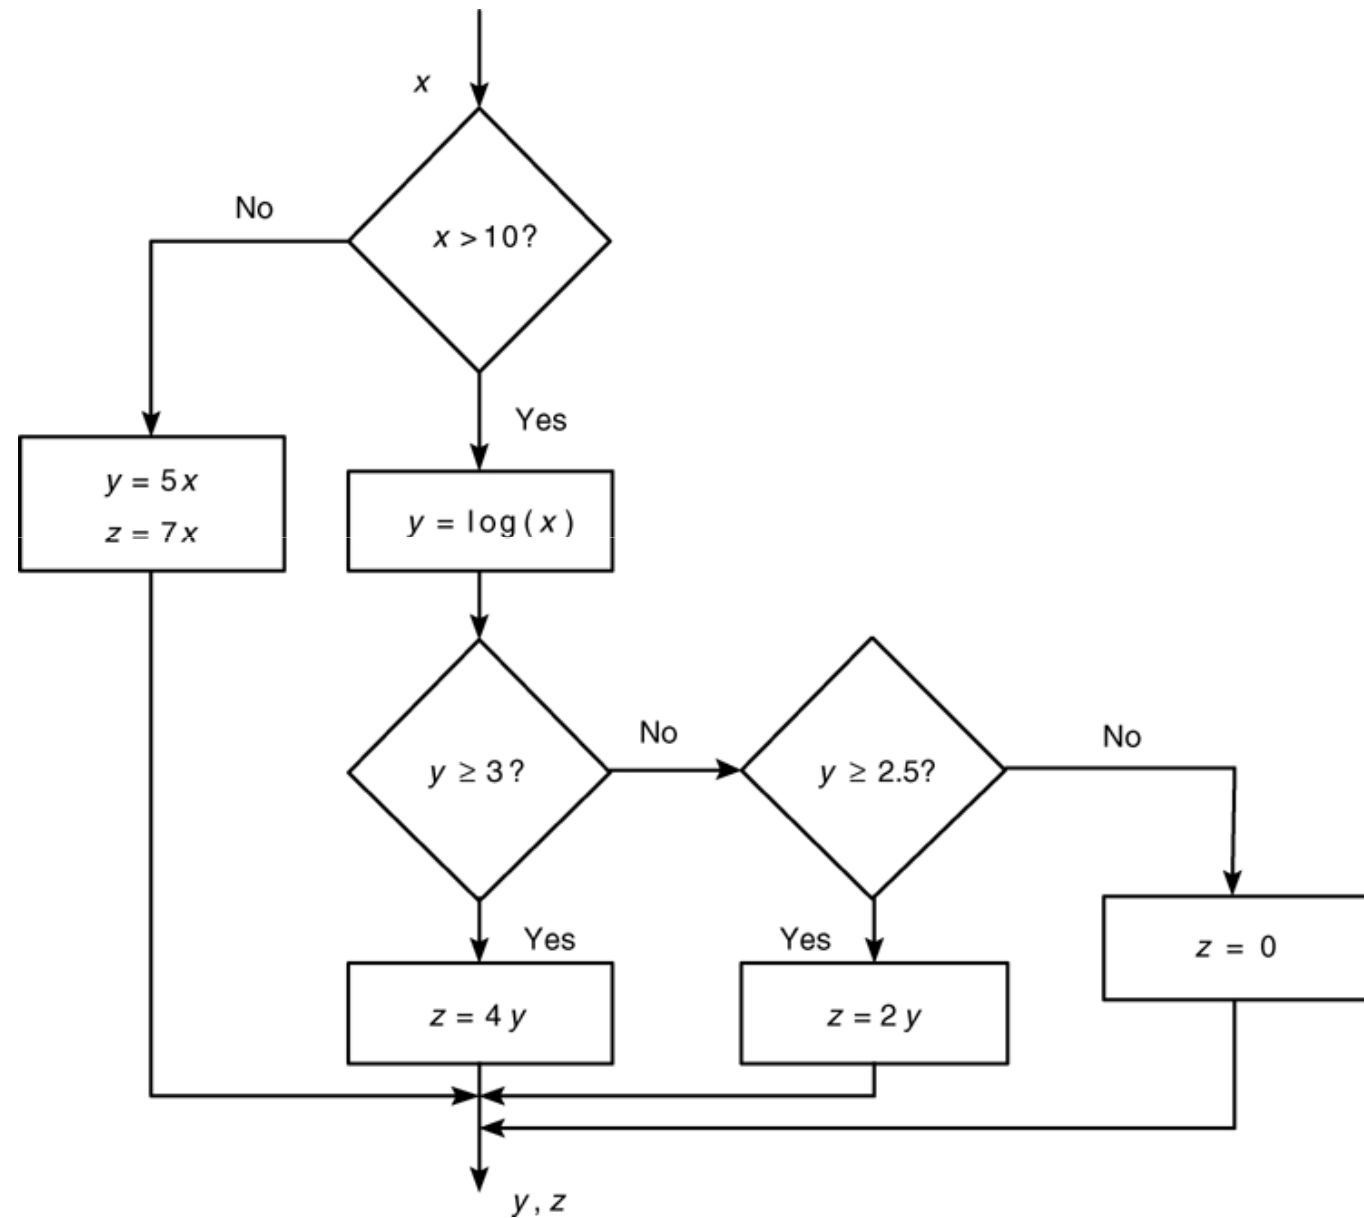 x
No
x > 10?
Yes
y = 5x
z = 7x
y = log(x)
y ≥ 3?
No
y ≥ 2.5?
No
Yes
z = 4y
Yes
z = 2y
z = 0
y, z